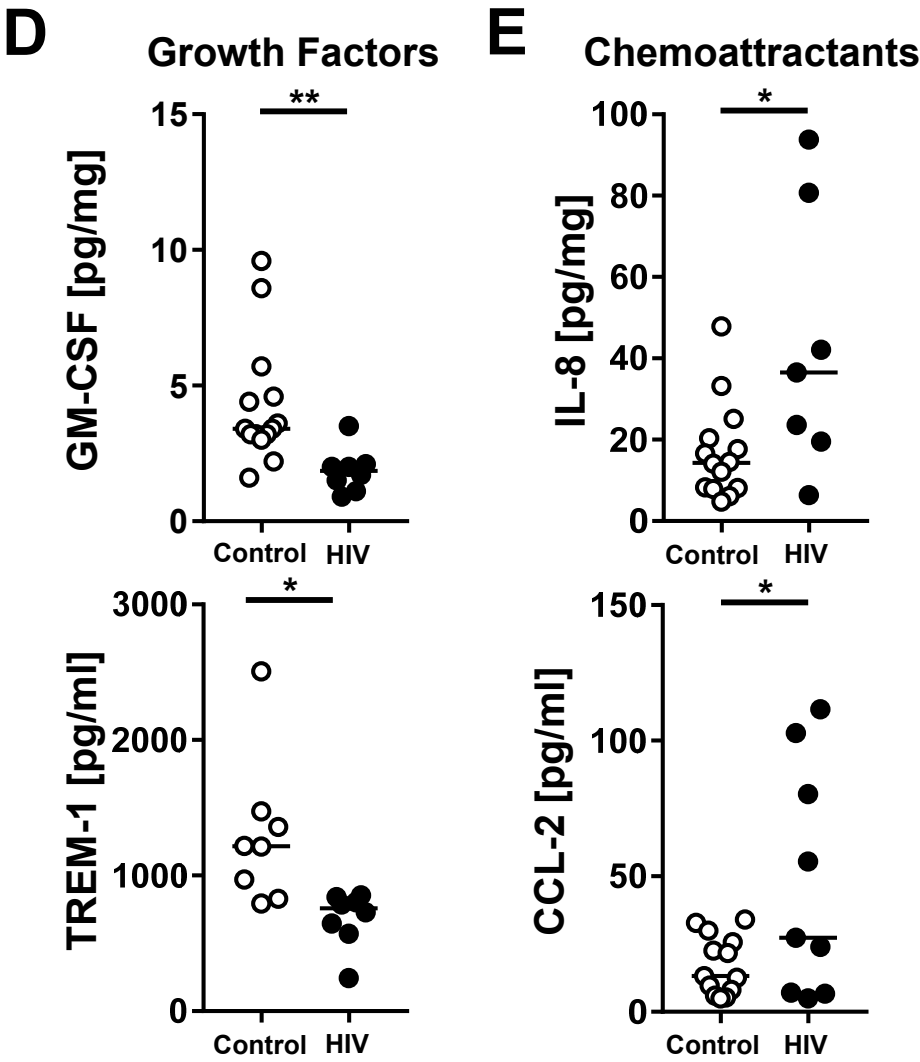 D
Growth Factors
**
15
10
5
0
GM-CSF [pg/mg]
Control
HIV
*
3000
2000
1000
0
TREM-1 [pg/ml]
Control
HIV
E
Chemoattractants
*
100
80
60
40
20
0
IL-8 [pg/mg]
Control
HIV
*
150
100
50
0
CCL-2 [pg/ml]
Control
HIV